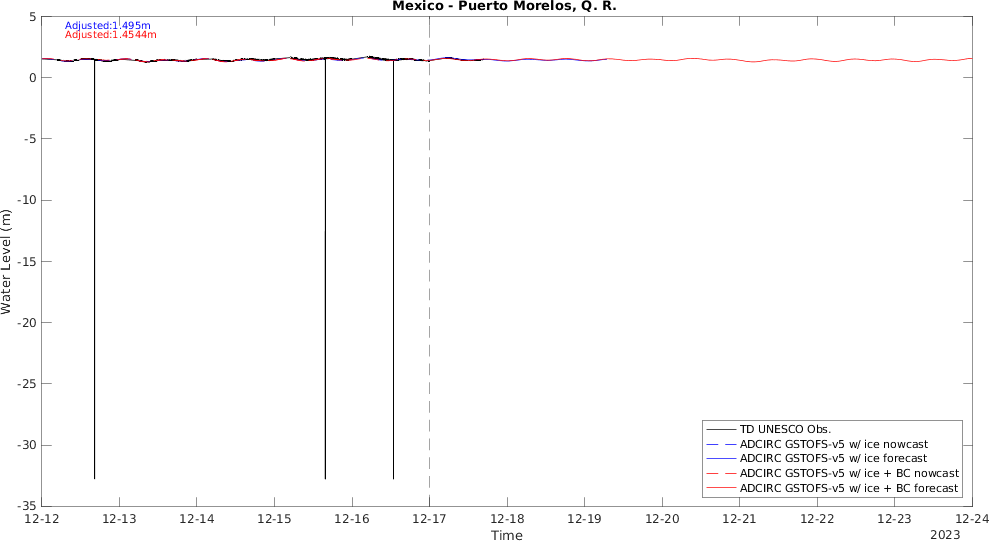 Mexico - Puerto Morelos, Q. R.
Adjusted:1.495m
Adjusted:1.4544m
5
0
-5
-10
-15
-20
-25
-30
-35
Water Level (m)
TD UNESCO Obs.
ADCIRC GSTOFS-v5 w/ ice nowcast
ADCIRC GSTOFS-v5 w/ ice forecast
ADCIRC GSTOFS-v5 w/ ice + BC nowcast
ADCIRC GSTOFS-v5 w/ ice + BC forecast
12-12 12-13 12-14 12-15 12-16 12-17 12-18 12-19 12-20 12-21 12-22 12-23 12-24
Time
2023